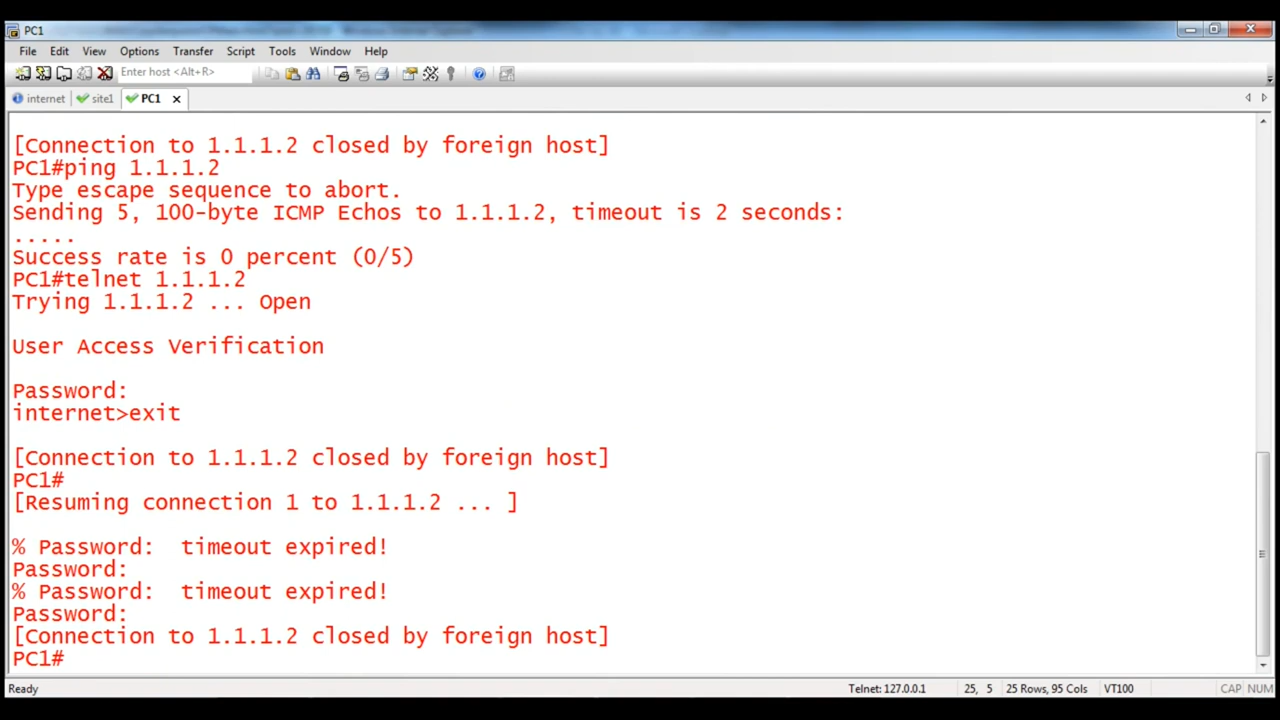 PC1
File Edit View Options Transfer Script Tools Window Help
Enter host <Alt+R>
internet site1 PC1
[Connection to 1.1.1.2 closed by foreign host]
PC1#ping 1.1.1.2
Type escape sequence to abort.
Sending 5, 100-byte ICMP Echos to 1.1.1.2, timeout is 2 seconds:
.....
Success rate is 0 percent (0/5)
PC1#telnet 1.1.1.2
Trying 1.1.1.2 ... Open
User Access Verification
Password:
internet>exit
[Connection to 1.1.1.2 closed by foreign host]
PC1#
[Resuming connection 1 to 1.1.1.2 ... ]
% Password:  timeout expired!
Password:
% Password:  timeout expired!
Password:
[Connection to 1.1.1.2 closed by foreign host]
PC1#
Ready Telnet: 127.0.0.1 25, 5 25 Rows, 95 Cols VT100 CAP NUM